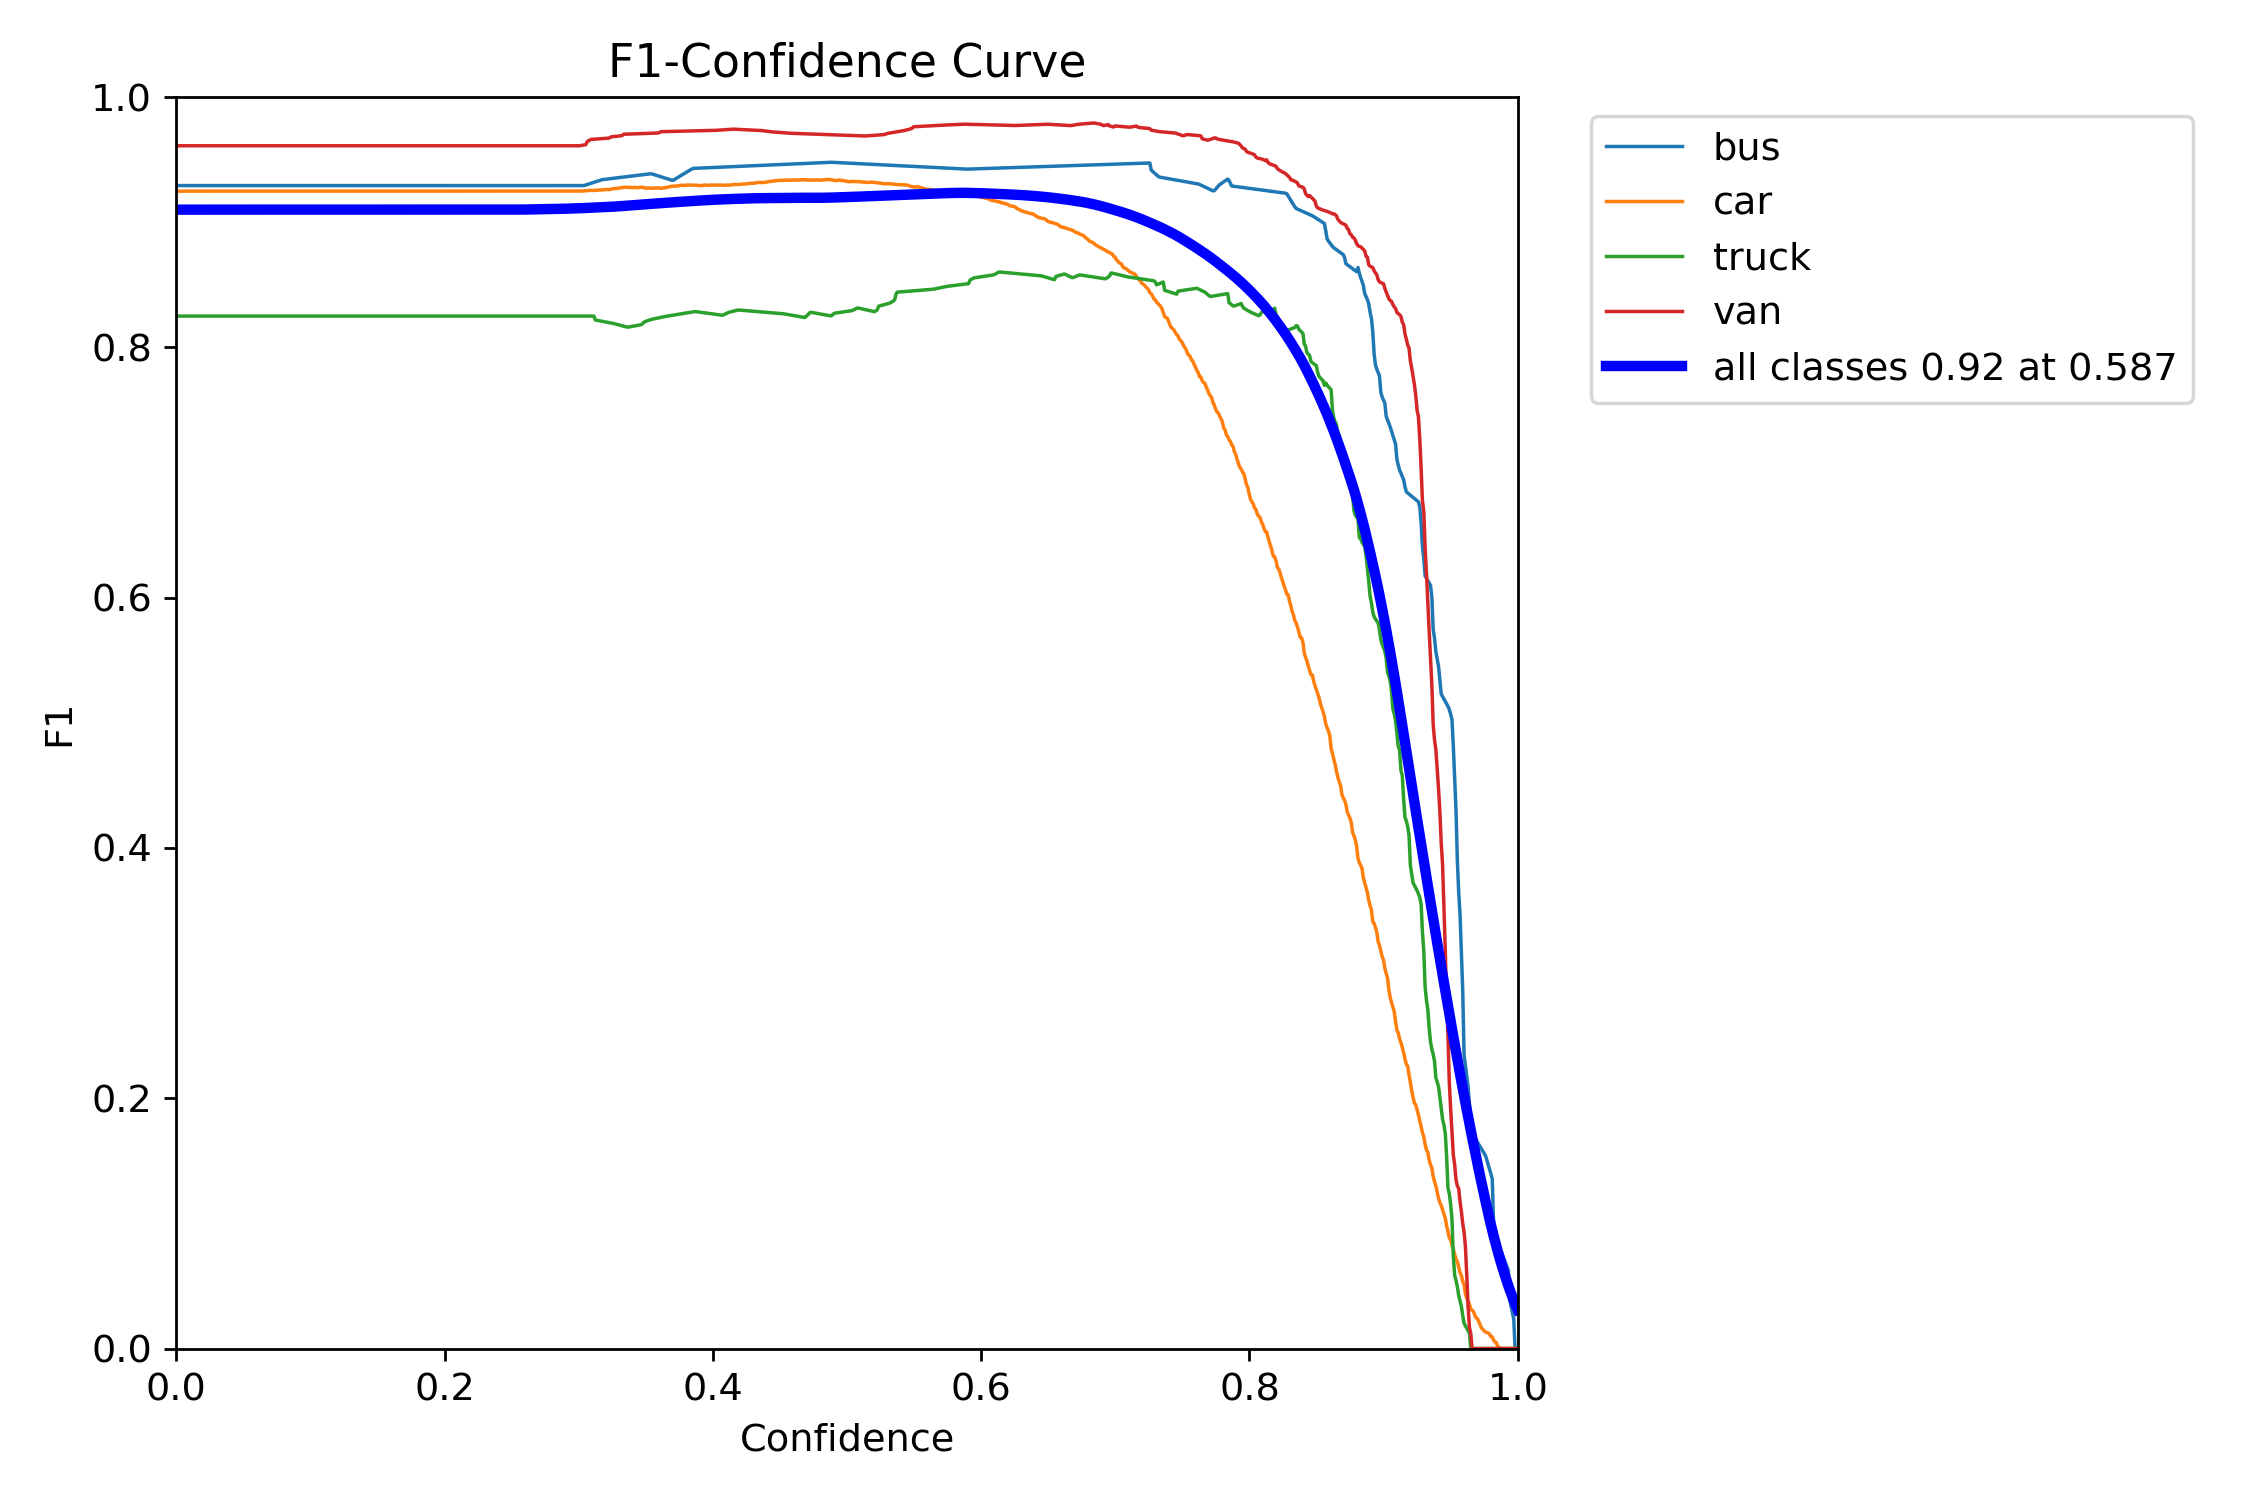 F1-Confidence Curve
1.0
0.8
0.6
0.4
0.2
0.0
F1
0.0 0.2 0.4 0.6 0.8 1.0
Confidence
bus
car
truck
van
all classes 0.92 at 0.587